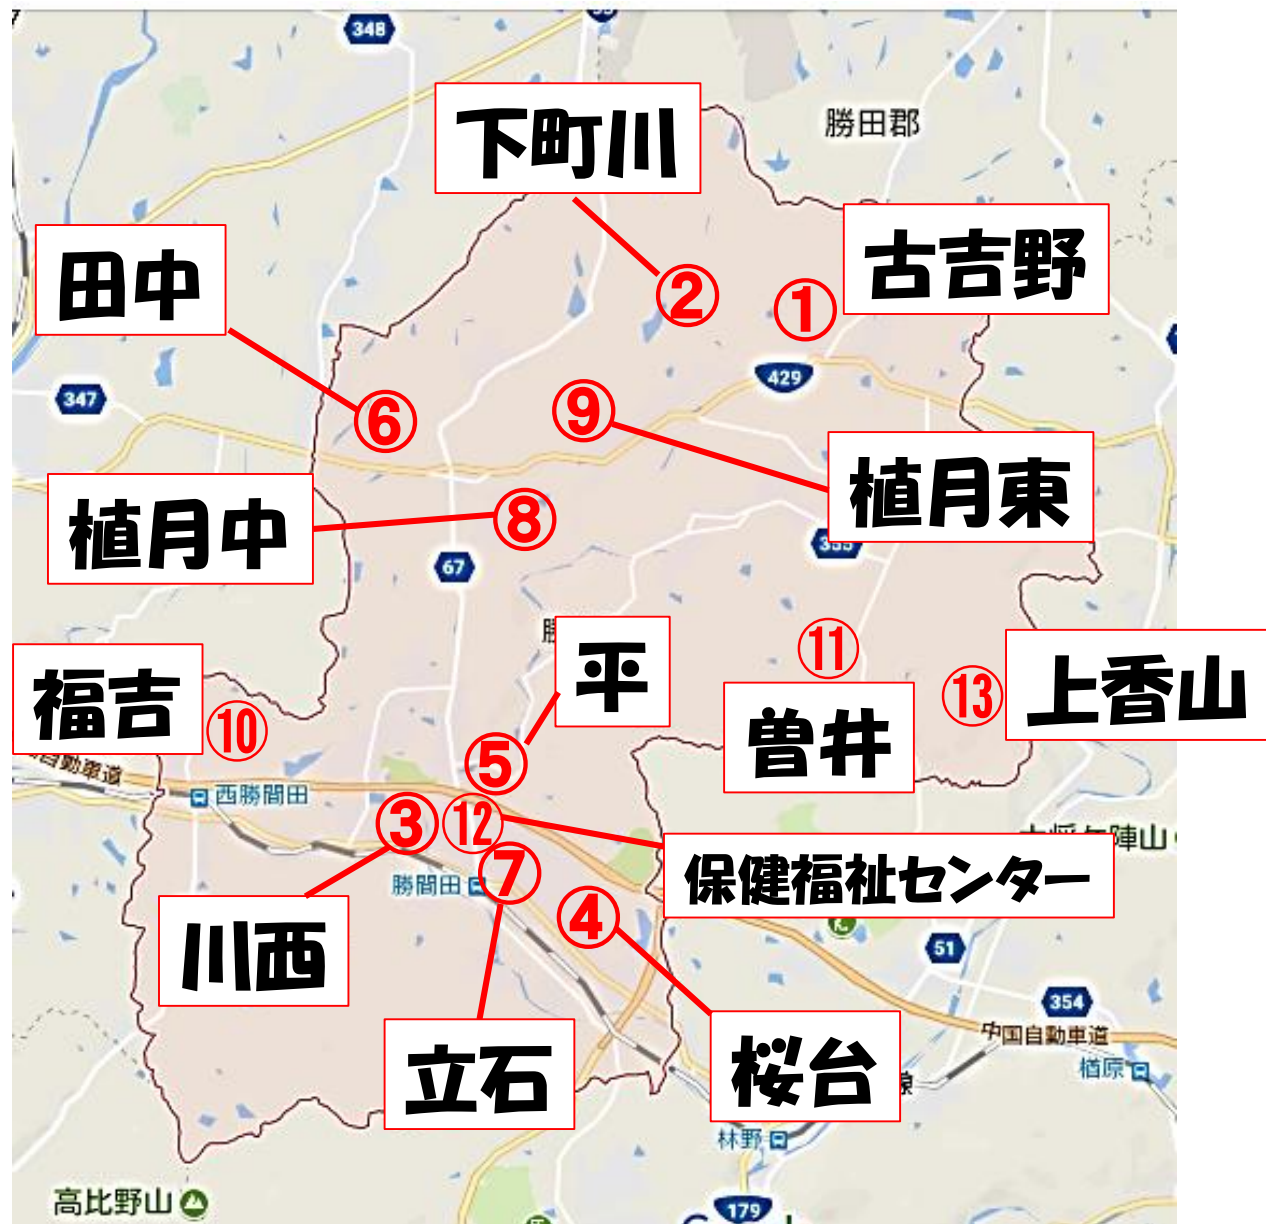 348
下町川
勝田郡
古吉野
田中
②
①
429
347
⑥
⑨
植月東
植月中
⑧
67
平
⑪
福吉
⑩
曽井
⑬
上香山
自動車道
⑤
西勝間田
③
⑫
保健福祉センター
勝間田
⑦
④
川西
51
354
中国自動車道
立石
桜台
楢原
林野
高比野山
179